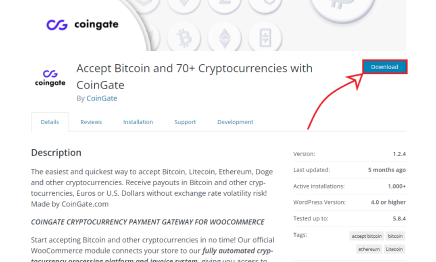 coingate
coingate
Accept Bitcoin and 70+ Cryptocurrencies with
CoinGate
By CoinGate
Download
Details Reviews Installation Support Development
Description
The easiest and quickest way to accept Bitcoin, Litecoin, Ethereum, Doge
and other cryptocurrencies. Receive payouts in Bitcoin and other cryp-
tocurrencies, Euros or U.S. Dollars without exchange rate volatility risk!
Made by CoinGate.com
COINGATE CRYPTOCURRENCY PAYMENT GATEWAY FOR WOOCOMMERCE
Start accepting Bitcoin and other cryptocurrencies in no time! Our official
WooCommerce module connects your store to our fully automated cryp-
tocurrency processing platform and invoice system, giving you access to
Version: 1.2.4
Last updated: 5 months ago
Active installations: 1,000+
WordPress Version: 4.0 or higher
Tested up to: 5.8.4
Tags: accept bitcoin bitcoin
ethereum Litecoin